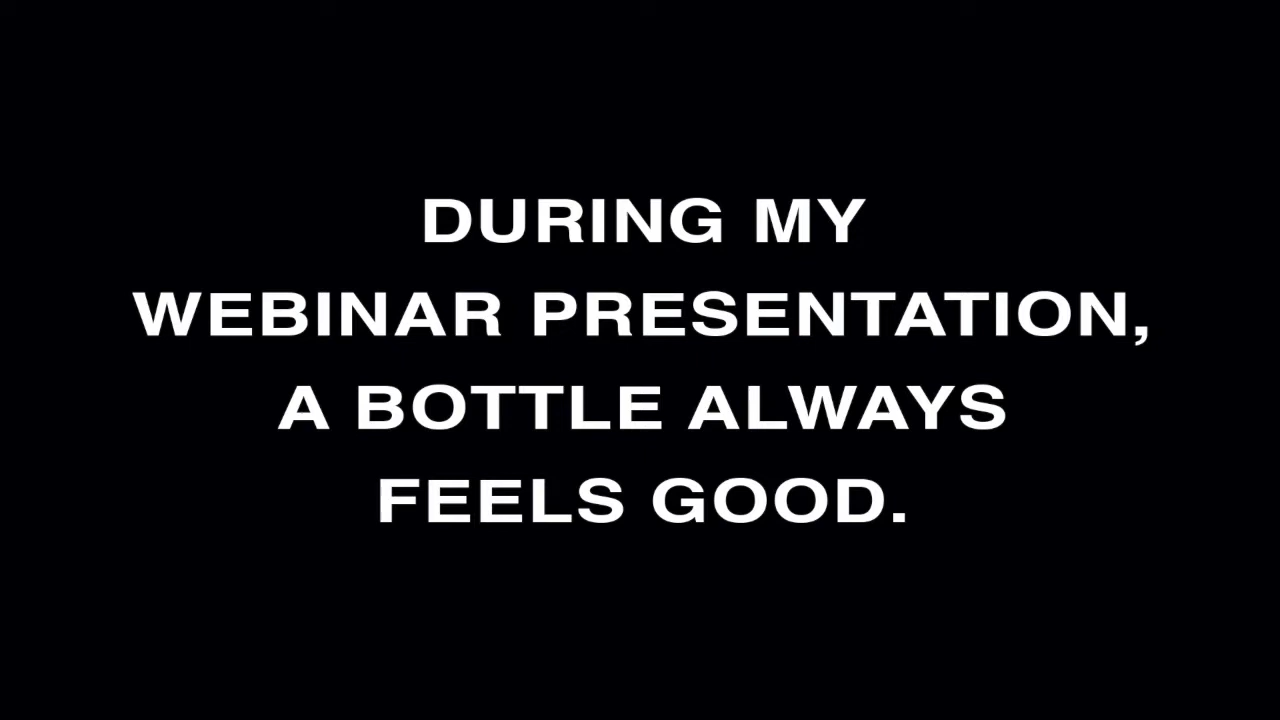 DURING MY
WEBINAR PRESENTATION,
A BOTTLE ALWAYS
FEELS GOOD.